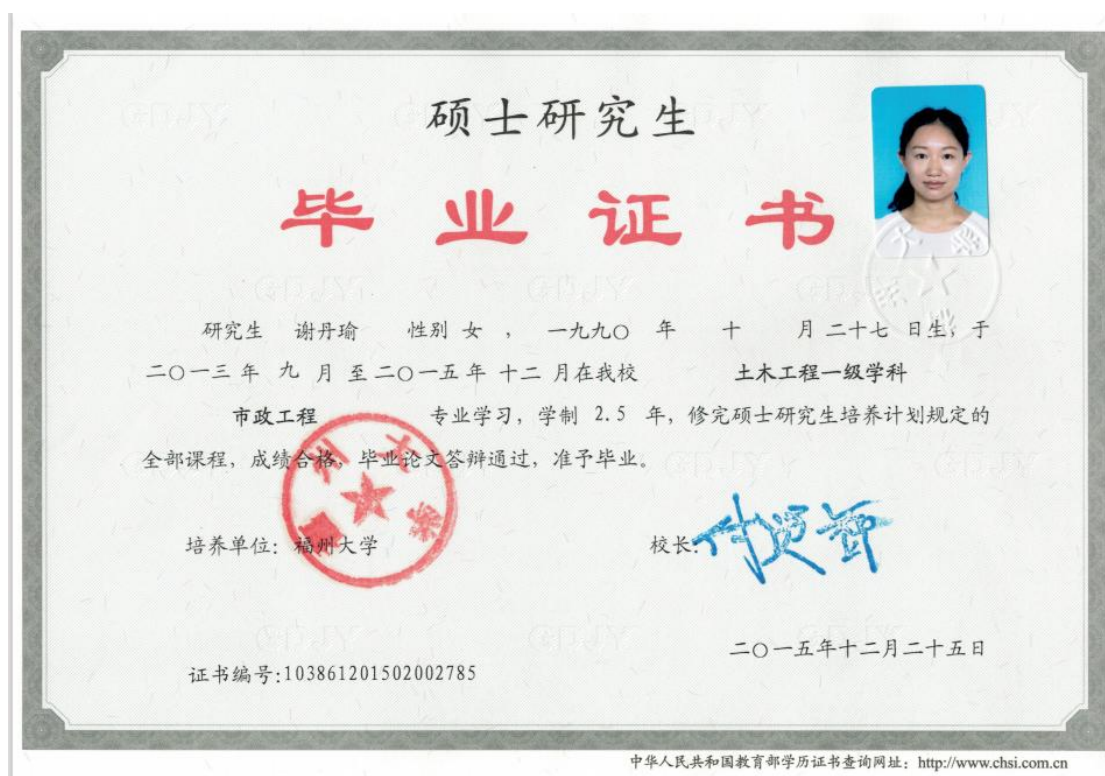 硕士研究生
毕业证书
研究生 谢丹瑜 性别 女 , 一九九〇 年 十 月 二十七 日生, 于
二〇一三 年 九 月 至 二〇一五 年 十二 月在我校 土木工程一级学科
市政工程 专业学习, 学制 2.5 年, 修完硕士研究生培养计划规定的
全部课程, 成绩合格, 毕业论文答辩通过, 准予毕业。
培养单位: 福州大学 校长:
二〇一五年十二月二十五日
证书编号:103861201502002785
中华人民共和国教育部学历证书查询网址: http://www.chsi.com.cn